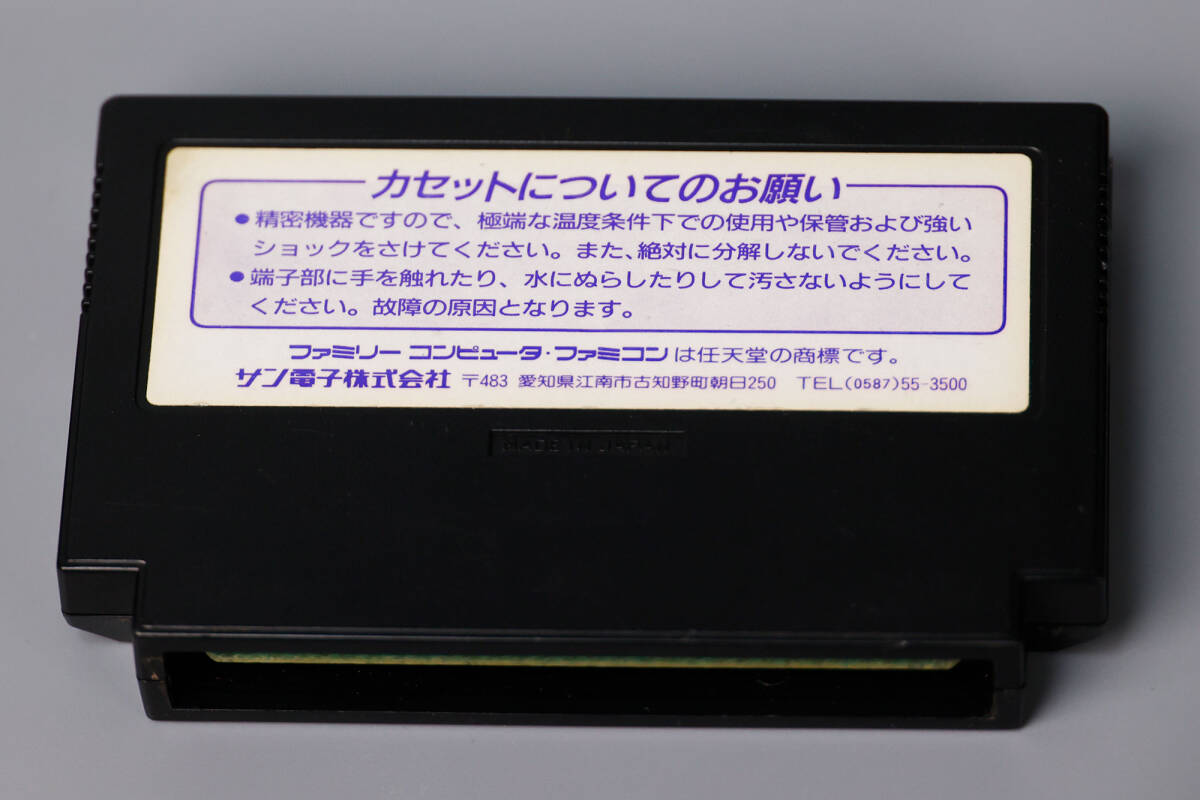 カセットについてのお願い
●精密機器ですので、極端な温度条件下での使用や保管および強い
ショックをさけてください。また、絶対に分解しないでください。
●端子部に手を触れたり、水にぬらしたりして汚さないようにして
ください。故障の原因となります。
ファミリー コンピュータ・ファミコンは任天堂の商標です。
サン電子株式会社 〒483 愛知県江南市古知野町朝日250 TEL(0587)55-3500
MADE IN JAPAN